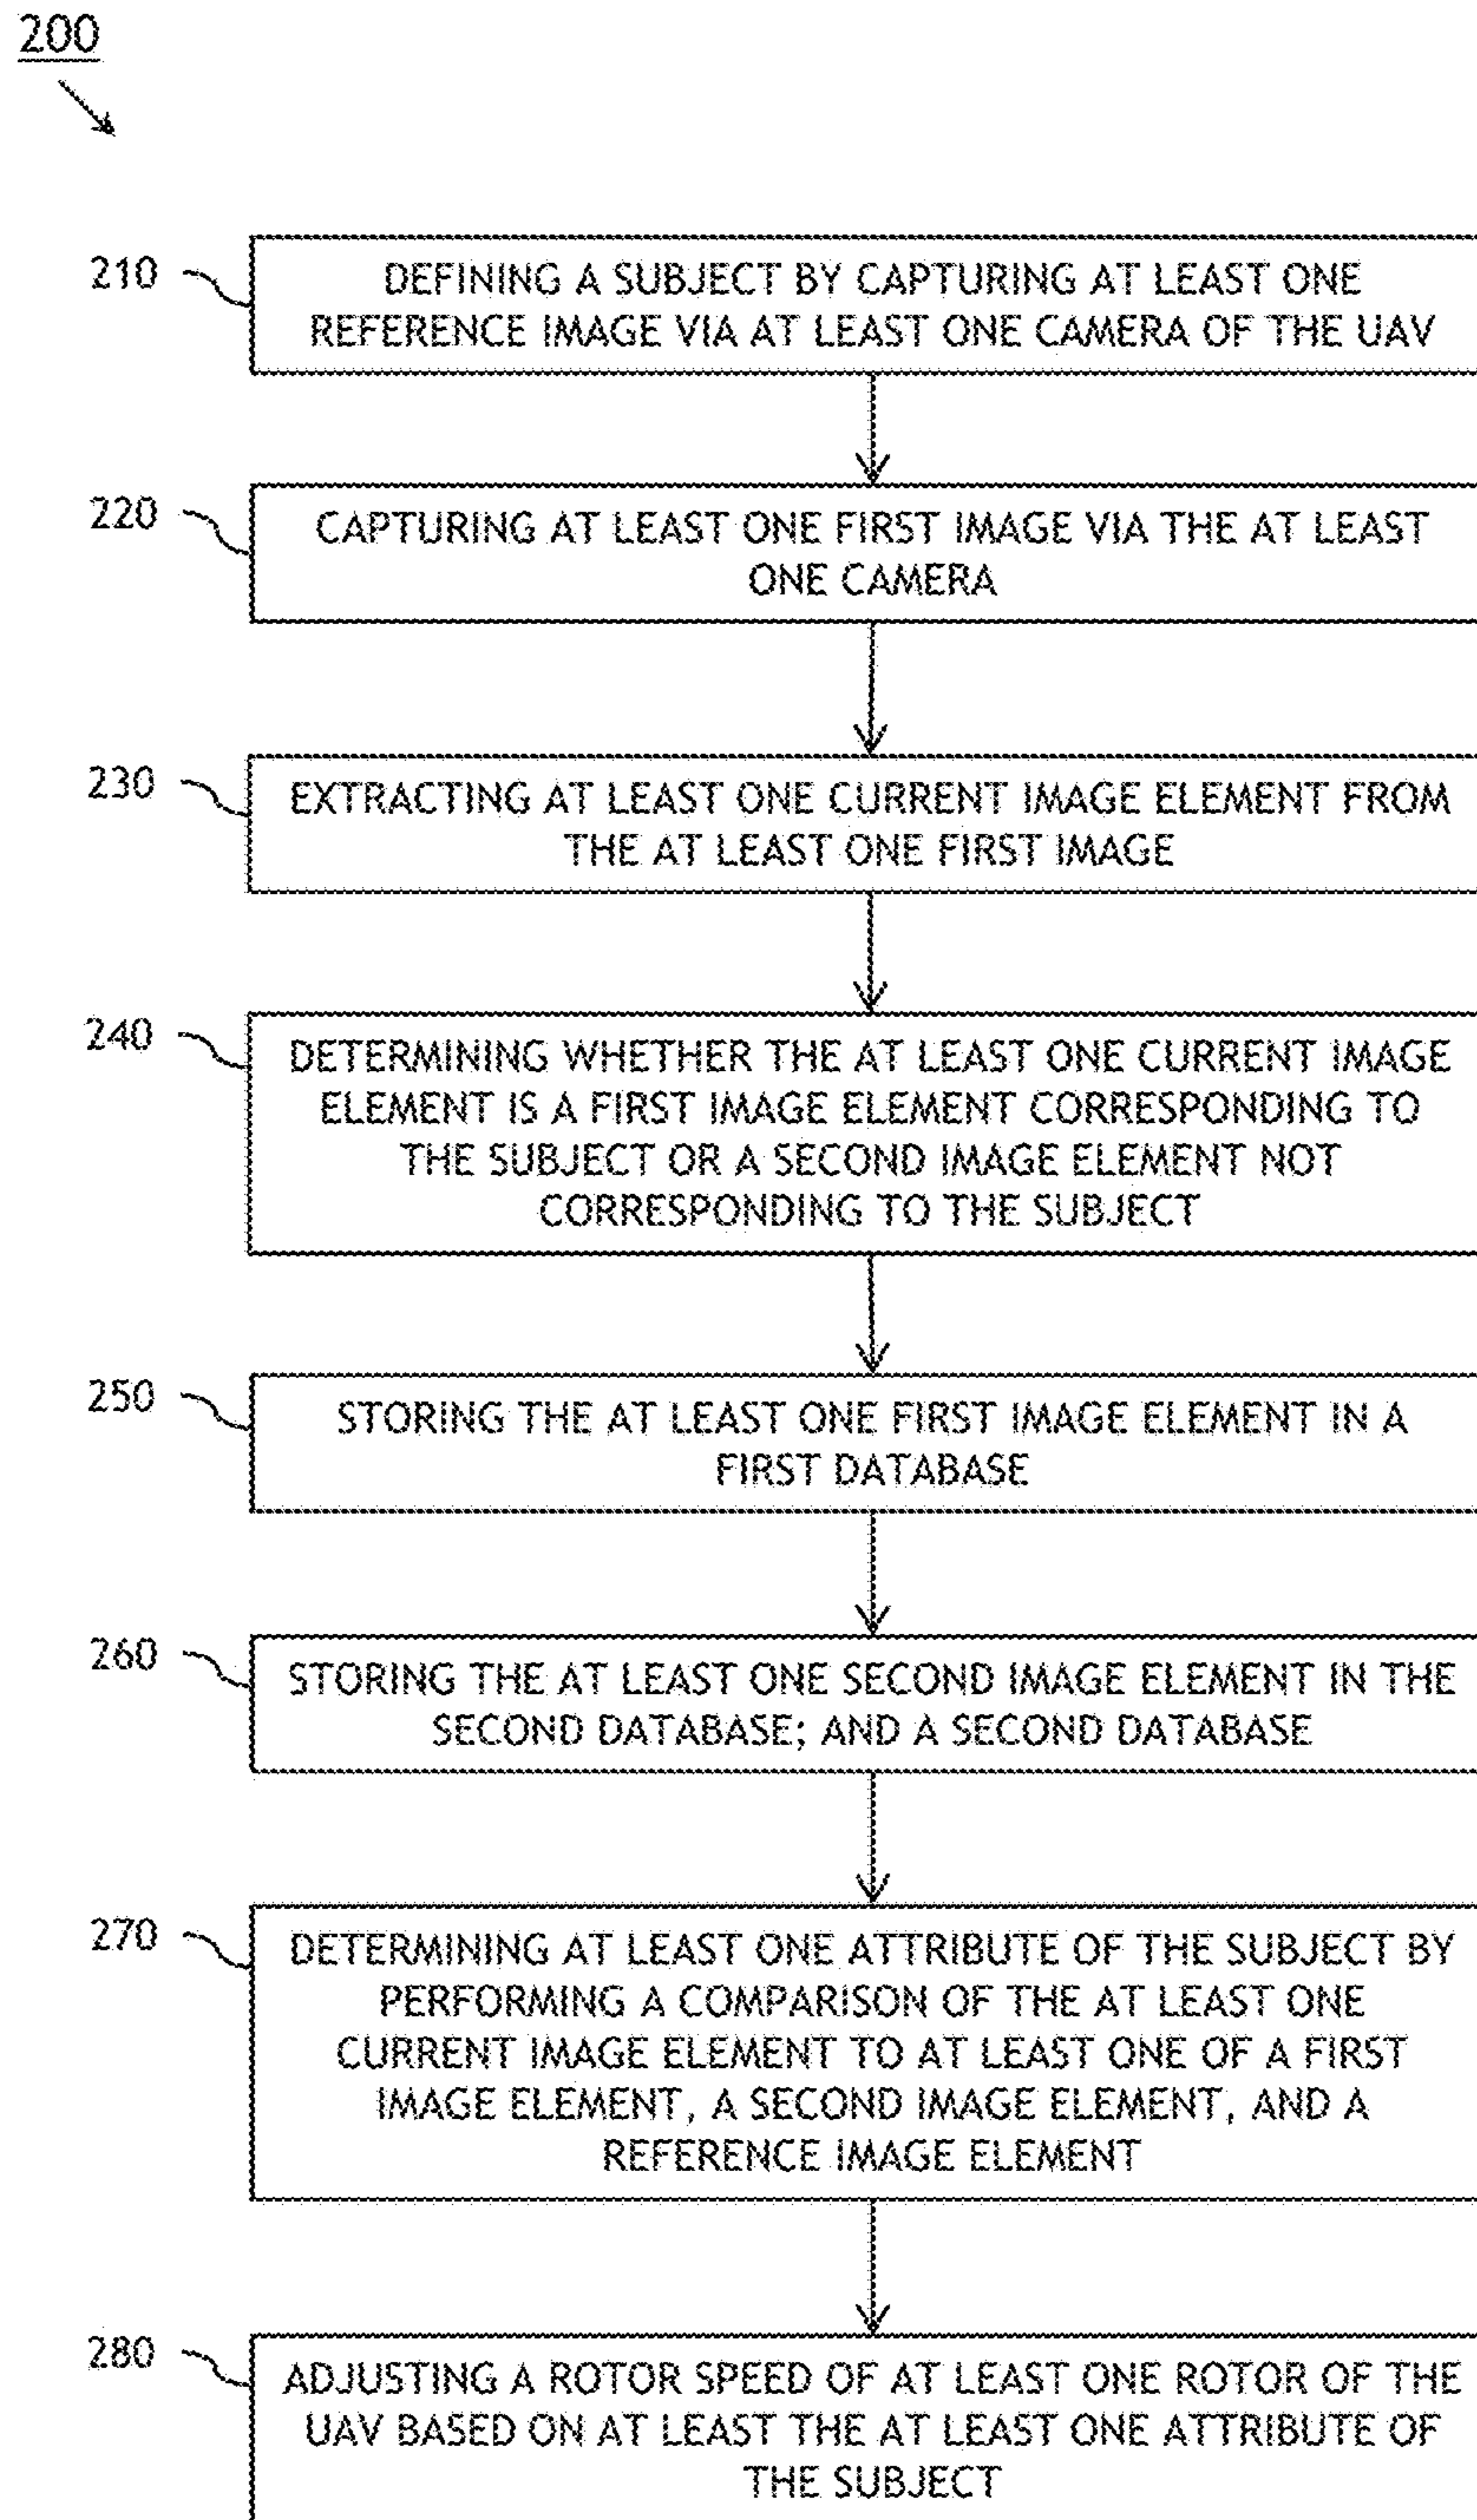 200
210
DEFINING A SUBJECT BY CAPTURING AT LEAST ONE
REFERENCE IMAGE VIA AT LEAST ONE CAMERA OF THE UAV
220
CAPTURING AT LEAST ONE FIRST IMAGE VIA THE AT LEAST
ONE CAMERA
230
EXTRACTING AT LEAST ONE CURRENT IMAGE ELEMENT FROM
THE AT LEAST ONE FIRST IMAGE
240
DETERMINING WHETHER THE AT LEAST ONE CURRENT IMAGE
ELEMENT IS A FIRST IMAGE ELEMENT CORRESPONDING TO
THE SUBJECT OR A SECOND IMAGE ELEMENT NOT
CORRESPONDING TO THE SUBJECT
250
STORING THE AT LEAST ONE FIRST IMAGE ELEMENT IN A
FIRST DATABASE
260
STORING THE AT LEAST ONE SECOND IMAGE ELEMENT IN THE
SECOND DATABASE; AND A SECOND DATABASE
270
DETERMINING AT LEAST ONE ATTRIBUTE OF THE SUBJECT BY
PERFORMING A COMPARISON OF THE AT LEAST ONE
CURRENT IMAGE ELEMENT TO AT LEAST ONE OF A FIRST
IMAGE ELEMENT, A SECOND IMAGE ELEMENT, AND A
REFERENCE IMAGE ELEMENT
280
ADJUSTING A ROTOR SPEED OF AT LEAST ONE ROTOR OF THE
UAV BASED ON AT LEAST THE AT LEAST ONE ATTRIBUTE OF
THE SUBJECT